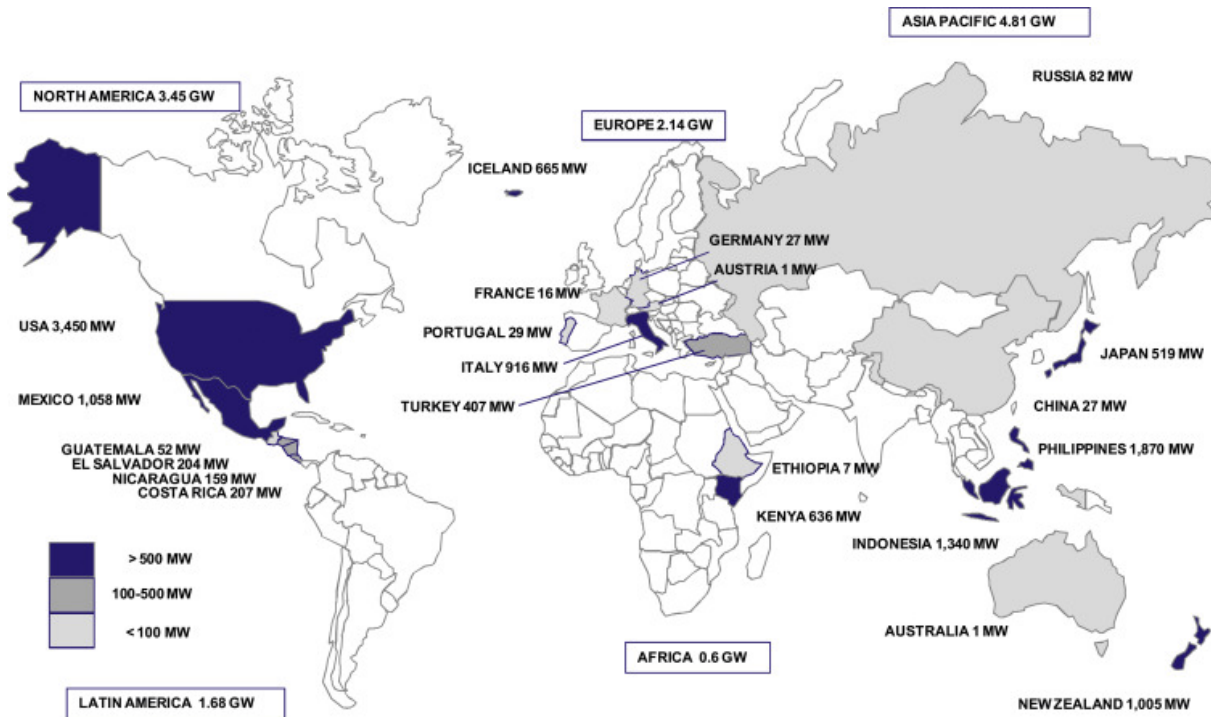 ASIA PACIFIC 4.81 GW
RUSSIA 82 MW
NORTH AMERICA 3.45 GW
EUROPE 2.14 GW
ICELAND 665 MW
GERMANY 27 MW
AUSTRIA 1 MW
FRANCE 16 MW
USA 3,450 MW
PORTUGAL 29 MW
ITALY 916 MW
JAPAN 519 MW
MEXICO 1,058 MW
TURKEY 407 MW
CHINA 27 MW
GUATEMALA 52 MW
EL SALVADOR 204 MW
NICARAGUA 159 MW
COSTA RICA 207 MW
PHILIPPINES 1,870 MW
ETHIOPIA 7 MW
KENYA 636 MW
INDONESIA 1,340 MW
> 500 MW
100-500 MW
< 100 MW
AUSTRALIA 1 MW
AFRICA 0.6 GW
LATIN AMERICA 1.68 GW
NEW ZEALAND 1,005 MW